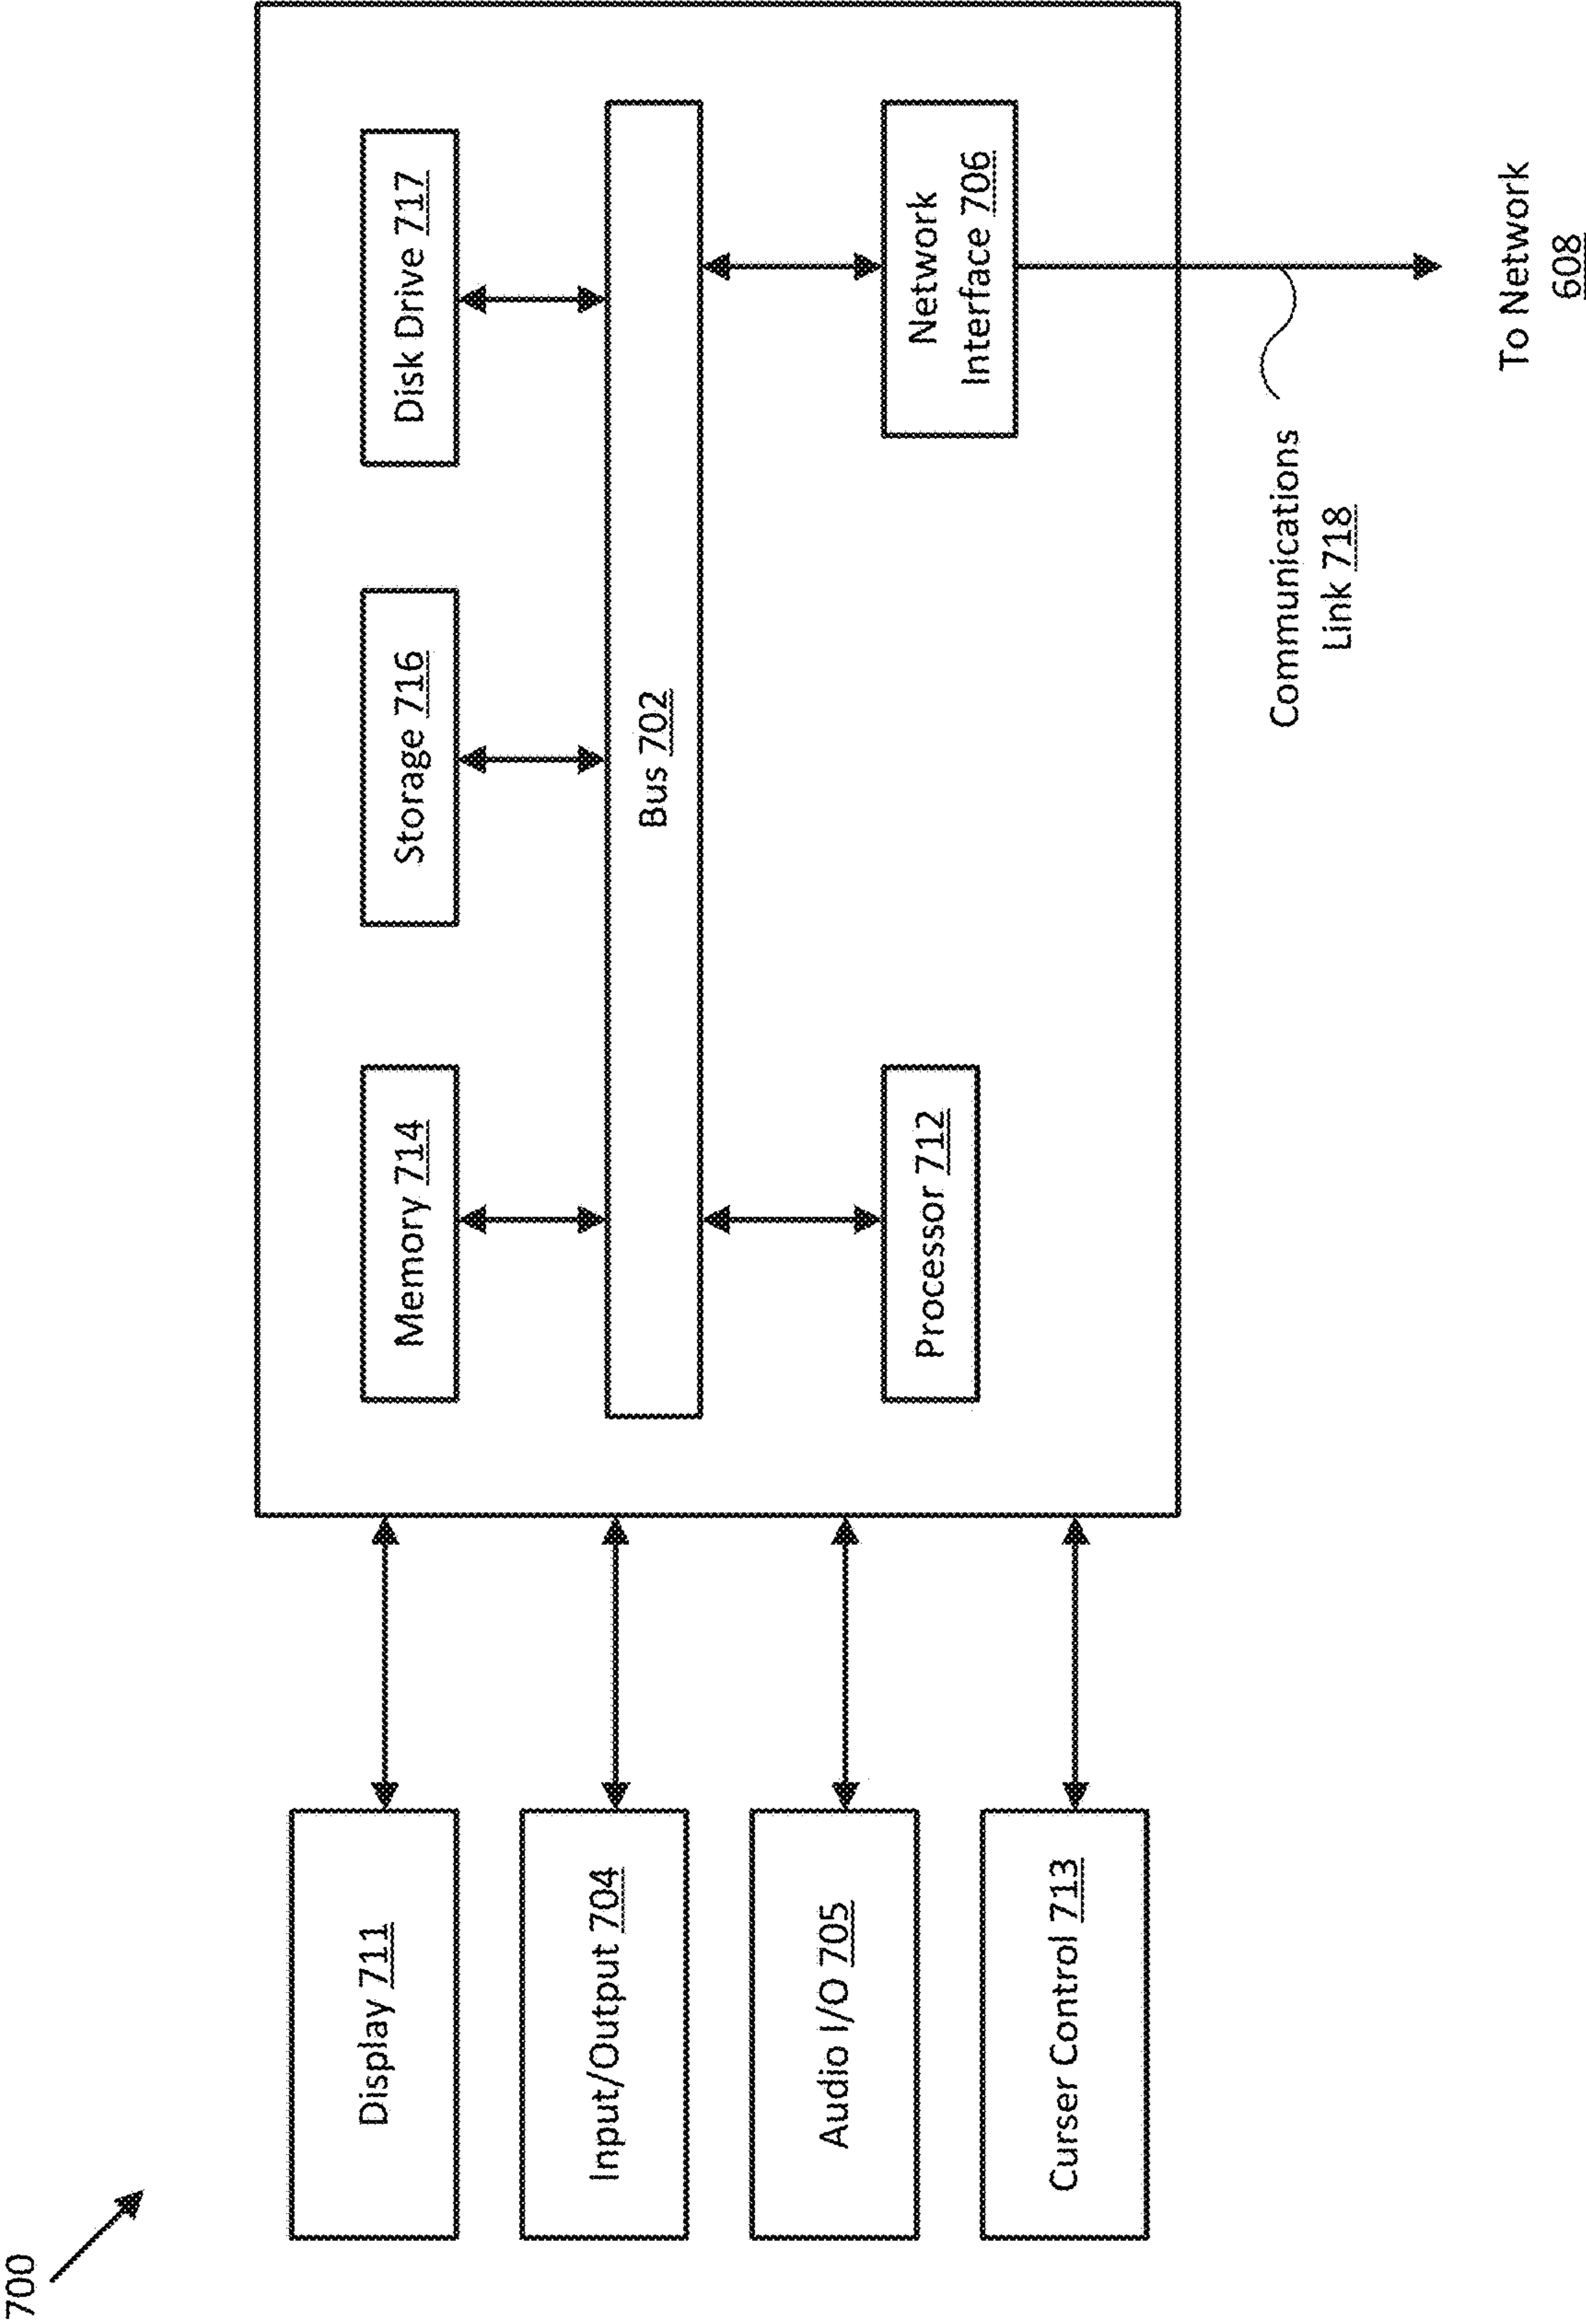 700
Display 711
Input/Output 704
Audio I/O 705
Curser Control 713
Memory 714
Storage 716
Disk Drive 717
Bus 702
Processor 712
Network
Interface 706
Communications
Link 718
To Network
608